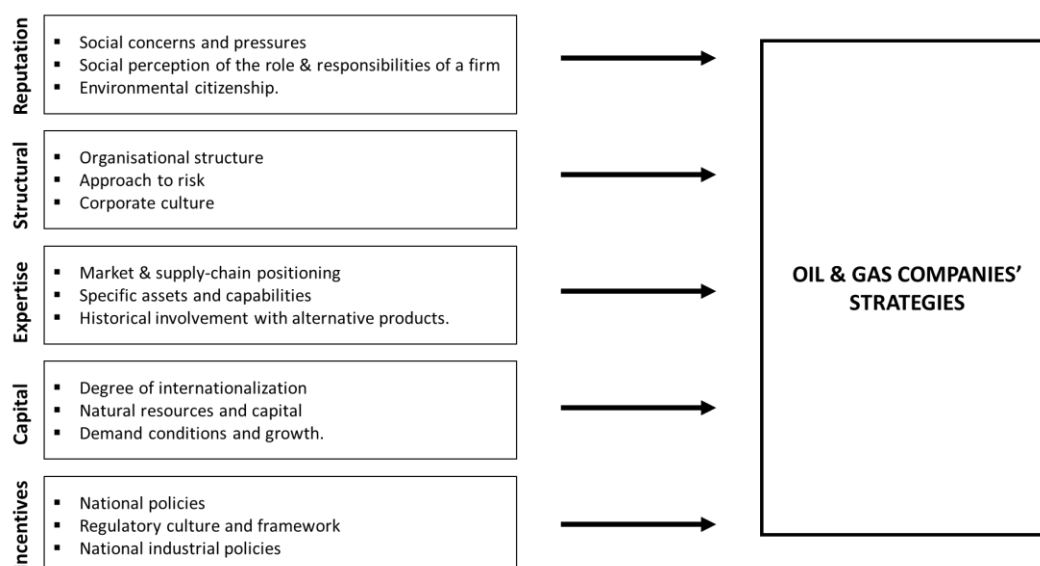 Reputation
▪ Social concerns and pressures
▪ Social perception of the role & responsibilities of a firm
▪ Environmental citizenship.
Structural
▪ Organisational structure
▪ Approach to risk
▪ Corporate culture
Expertise
▪ Market & supply-chain positioning
▪ Specific assets and capabilities
▪ Historical involvement with alternative products.
Capital
▪ Degree of internationalization
▪ Natural resources and capital
▪ Demand conditions and growth.
Incentives
▪ National policies
▪ Regulatory culture and framework
▪ National industrial policies
OIL & GAS COMPANIES’
STRATEGIES